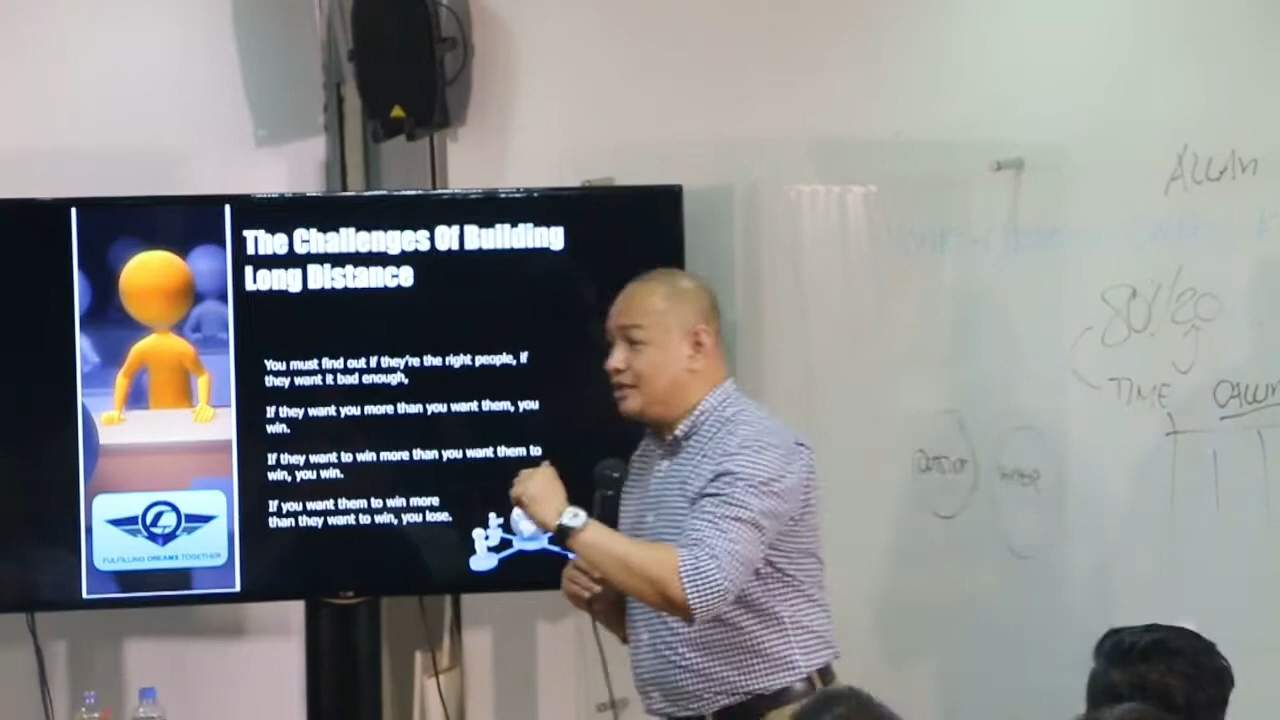 The Challenges Of Building
Long Distance
You must find out if they're the right people, if
they want it bad enough,
If they want you more than you want them, you
win.
If they want to win more than you want them to
win, you win.
If you want them to win more
than they want to win, you lose.
FULFILLING DREAMS TOGETHER
ALLAN
80%/20
TIME